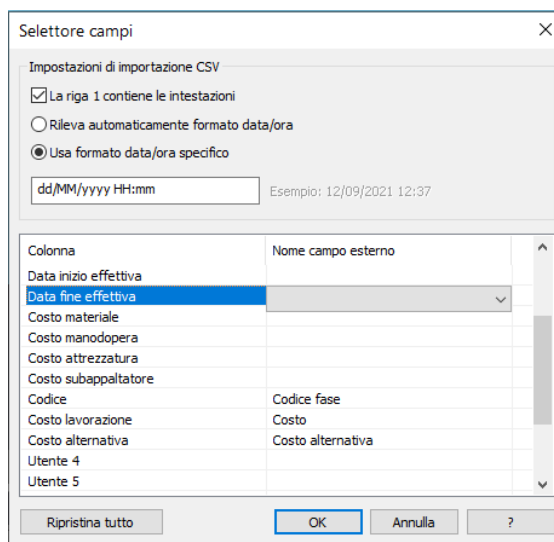 Selettore campi
Impostazioni di importazione CSV
La riga 1 contiene le intestazioni
Rileva automaticamente formato data/ora
Usa formato data/ora specifico
dd/MM/yyyy HH:mm Esempio: 12/09/2021 12:37
Colonna Nome campo esterno
Data inizio effettiva
Data fine effettiva
Costo materiale
Costo manodopera
Costo attrezzatura
Costo subappaltatore
Codice Codice fase
Costo lavorazione Costo
Costo alternativa Costo alternativa
Utente 4
Utente 5
Ripristina tutto OK Annulla ?